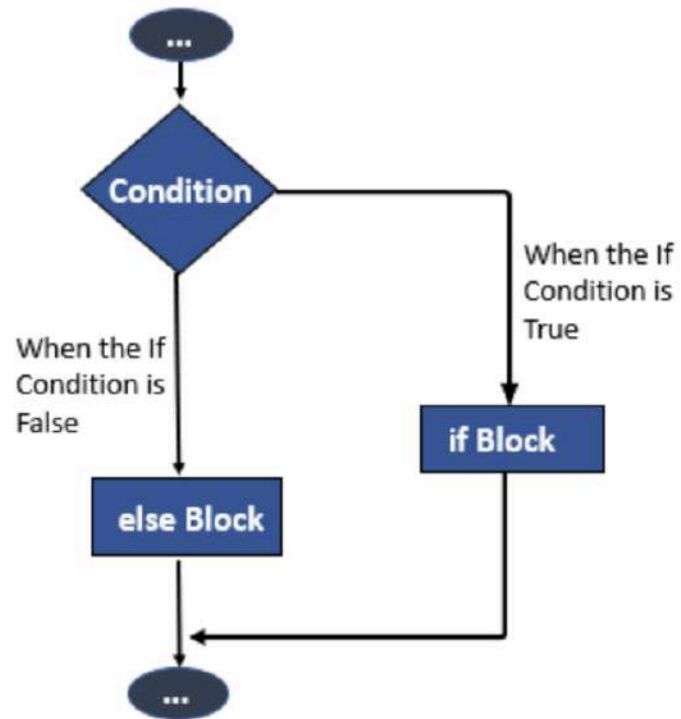 ...
Condition
When the If
Condition is
True
When the If
Condition is
False
if Block
else Block
...